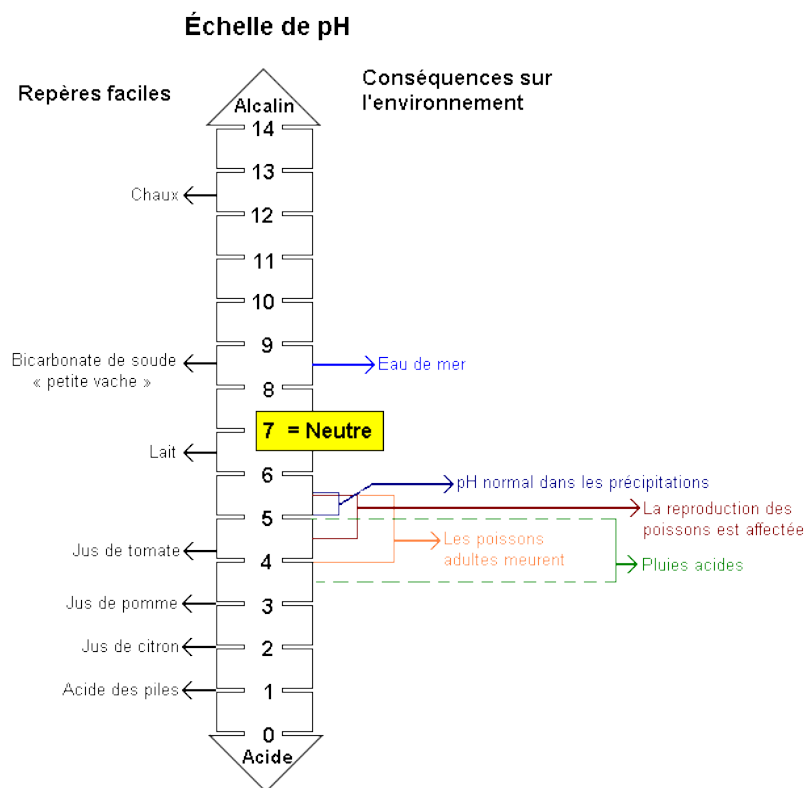 Échelle de pH
Repères faciles
Conséquences sur
l'environnement
Alcalin
14
13
Chaux
12
11
10
9
Bicarbonate de soude
« petite vache »
Eau de mer
8
7 = Neutre
Lait
6
pH normal dans les précipitations
5
La reproduction des
poissons est affectée
Jus de tomate
Les poissons
adultes meurent
4
Pluies acides
Jus de pomme
3
Jus de citron
2
Acide des piles
1
0
Acide